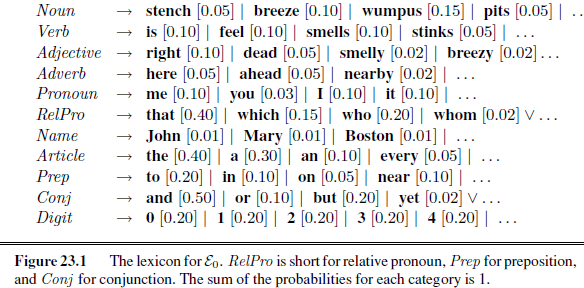 Noun → stench [0.05] | breeze [0.10] | wumpus [0.15] | pits [0.05] | ..
Verb → is [0.10] | feel [0.10] | smells [0.10] | stinks [0.05] | ...
Adjective → right [0.10] | dead [0.05] | smelly [0.02] | breezy [0.02] ...
Adverb → here [0.05] | ahead [0.05] | nearby [0.02] | ...
Pronoun → me [0.10] | you [0.03] | I [0.10] | it [0.10] | ...
RelPro → that [0.40] | which [0.15] | who [0.20] | whom [0.02] ∨ ...
Name → John [0.01] | Mary [0.01] | Boston [0.01] | ...
Article → the [0.40] | a [0.30] | an [0.10] | every [0.05] | ...
Prep → to [0.20] | in [0.10] | on [0.05] | near [0.10] | ...
Conj → and [0.50] | or [0.10] | but [0.20] | yet [0.02] ∨ ...
Digit → 0 [0.20] | 1 [0.20] | 2 [0.20] | 3 [0.20] | 4 [0.20] | ...
Figure 23.1 The lexicon for ℰ₀. RelPro is short for relative pronoun, Prep for preposition,
and Conj for conjunction. The sum of the probabilities for each category is 1.